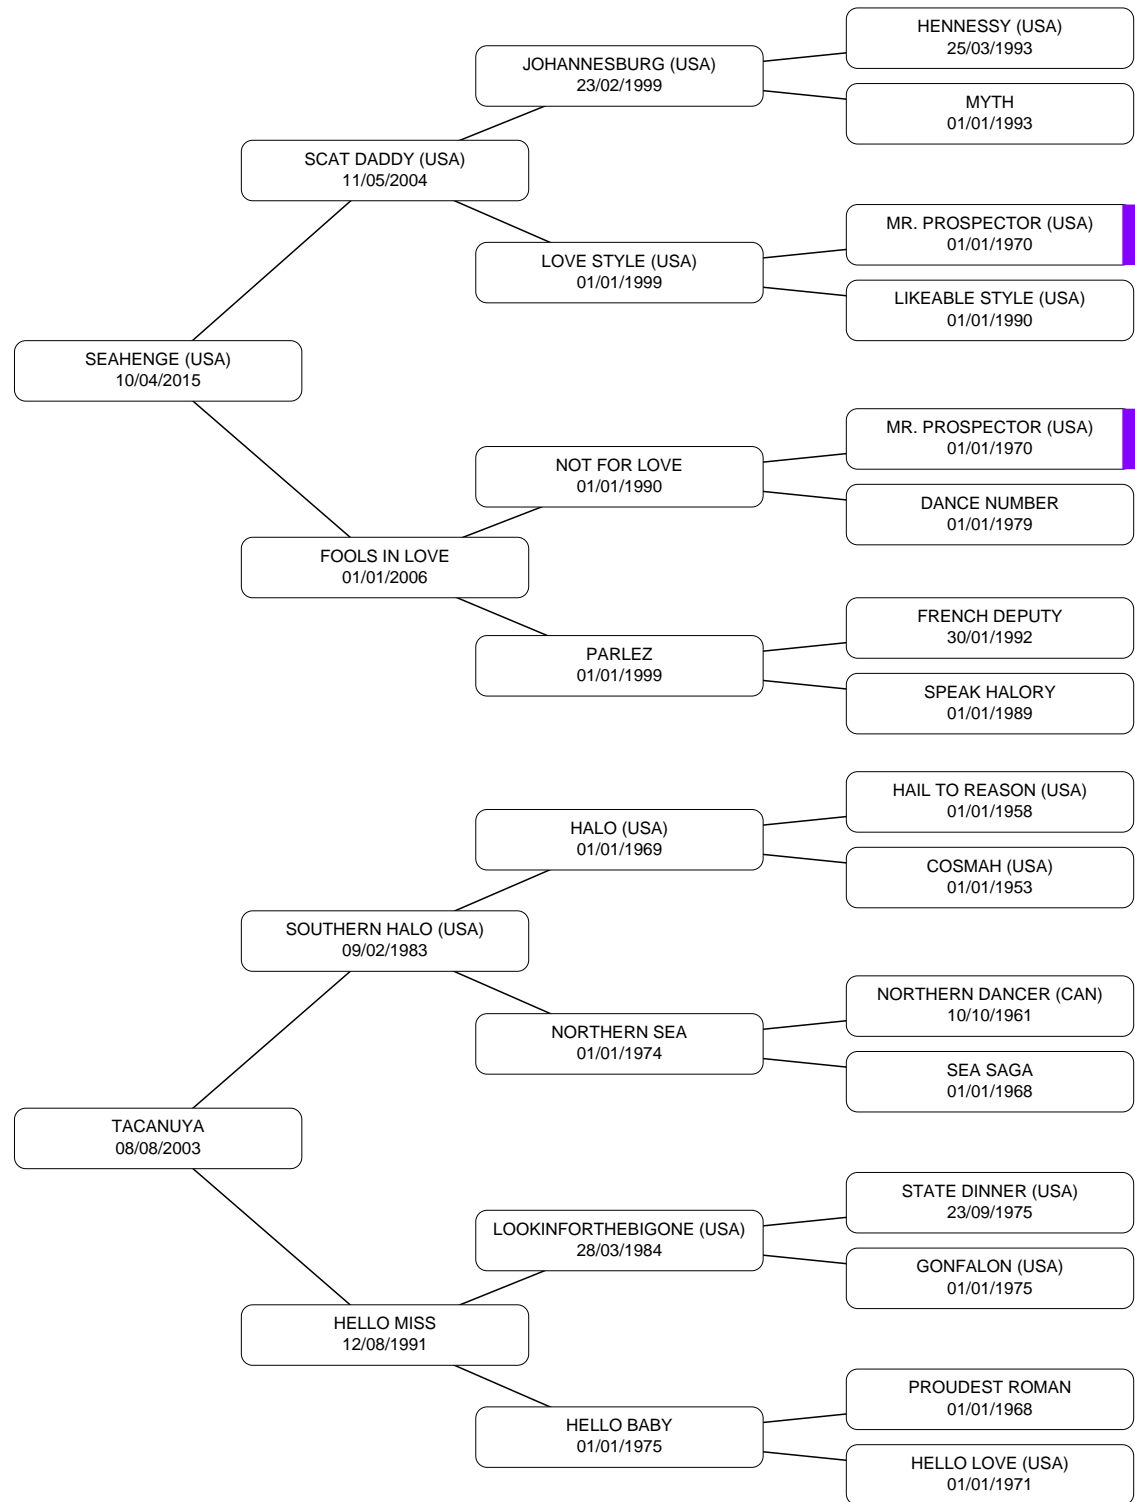 HENNESSY (USA)
25/03/1993
JOHANNESBURG (USA)
23/02/1999
MYTH
01/01/1993
SCAT DADDY (USA)
11/05/2004
MR. PROSPECTOR (USA)
01/01/1970
LOVE STYLE (USA)
01/01/1999
LIKEABLE STYLE (USA)
01/01/1990
SEAHENGE (USA)
10/04/2015
MR. PROSPECTOR (USA)
01/01/1970
NOT FOR LOVE
01/01/1990
DANCE NUMBER
01/01/1979
FOOLS IN LOVE
01/01/2006
FRENCH DEPUTY
30/01/1992
PARLEZ
01/01/1999
SPEAK HALORY
01/01/1989
HAIL TO REASON (USA)
01/01/1958
HALO (USA)
01/01/1969
COSMAH (USA)
01/01/1953
SOUTHERN HALO (USA)
09/02/1983
NORTHERN DANCER (CAN)
10/10/1961
NORTHERN SEA
01/01/1974
SEA SAGA
01/01/1968
TACANUYA
08/08/2003
STATE DINNER (USA)
23/09/1975
LOOKINFORTHEBIGONE (USA)
28/03/1984
GONFALON (USA)
01/01/1975
HELLO MISS
12/08/1991
PROUDEST ROMAN
01/01/1968
HELLO BABY
01/01/1975
HELLO LOVE (USA)
01/01/1971